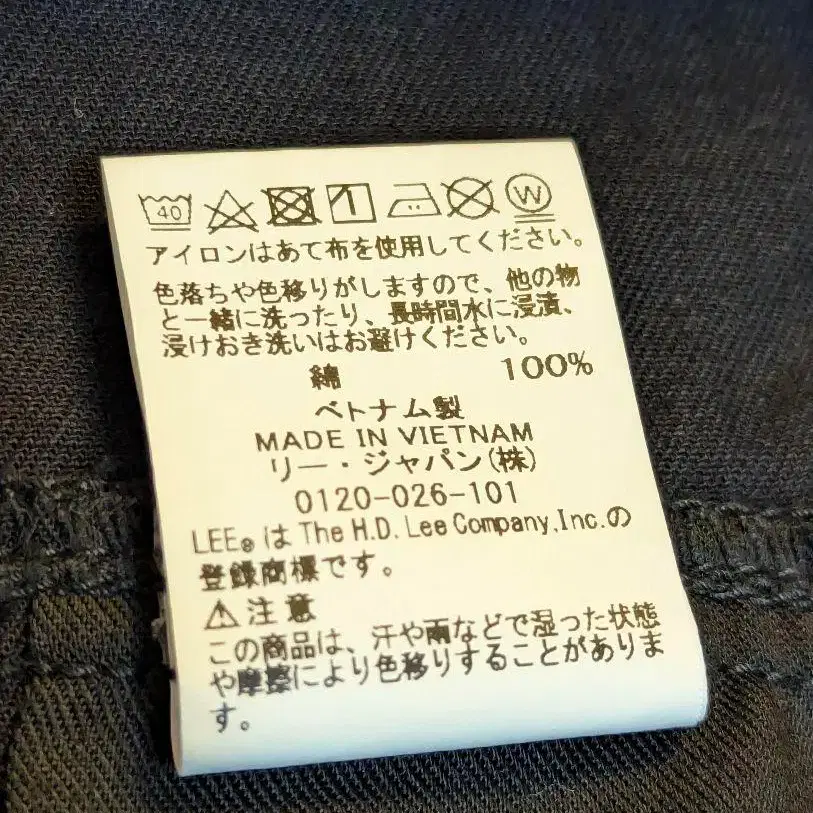 40 W
アイロンはあて布を使用してください。
色落ちや色移りがしますので、他の物
と一緒に洗ったり、長時間水に浸漬、
浸けおき洗いはお避けください。
綿 100%
ベトナム製
MADE IN VIETNAM
リー・ジャパン(株)
0120-026-101
LEE® は The H.D. Lee Company, Inc.の
登録商標です。
⚠注意
この商品は、汗や雨などで湿った状態
や摩擦により色移りすることがありま
す。